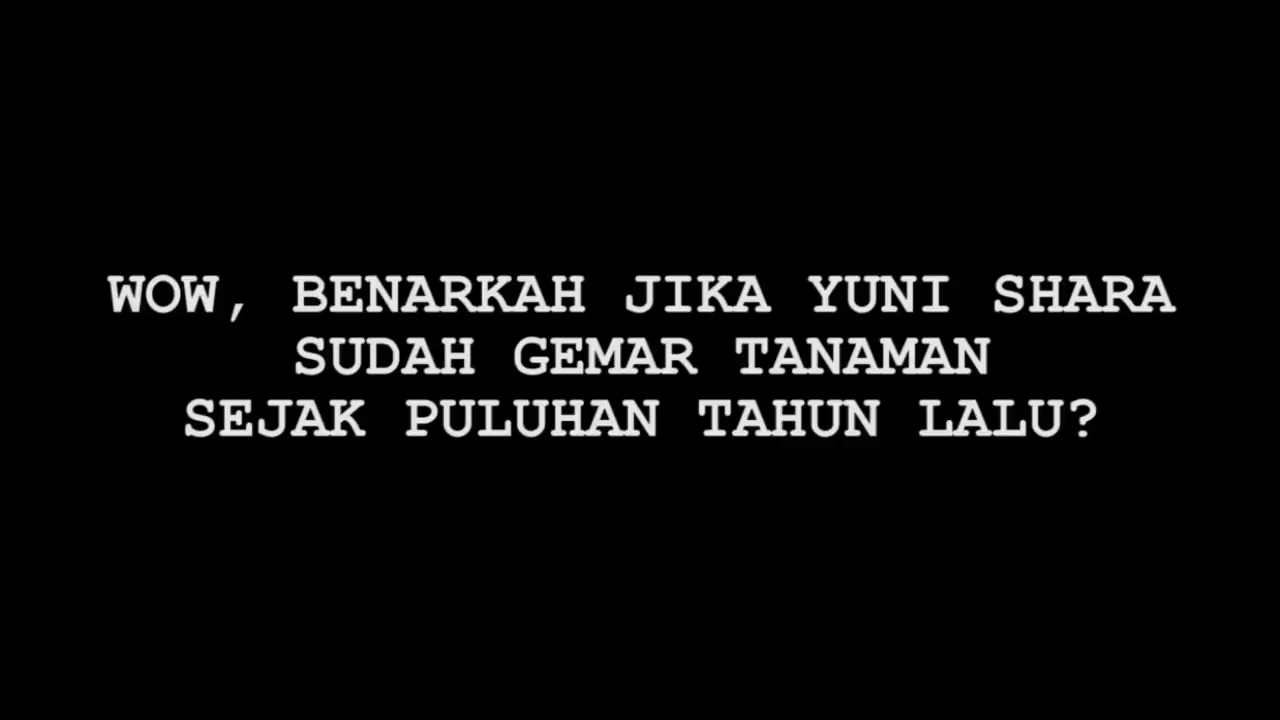 WOW, BENARKAH JIKA YUNI SHARA
SUDAH GEMAR TANAMAN
SEJAK PULUHAN TAHUN LALU?